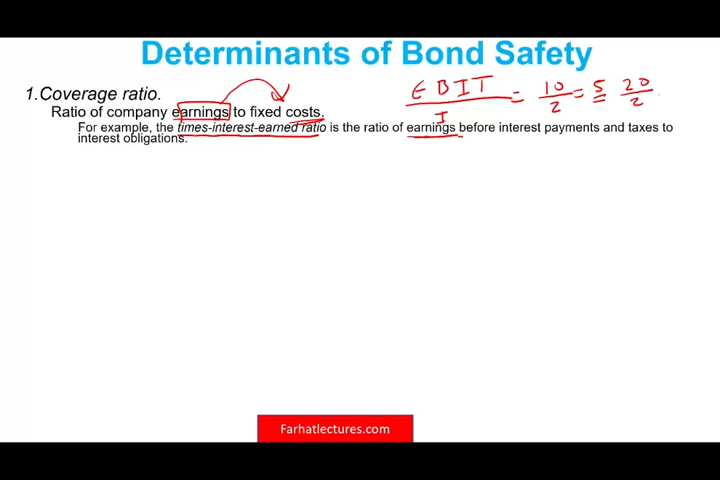 Determinants of Bond Safety
1.Coverage ratio.
Ratio of company earnings to fixed costs.
For example, the times-interest-earned ratio is the ratio of earnings before interest payments and taxes to
interest obligations.
EBIT / I = 10/2 = 5 20/2
Farhatlectures.com